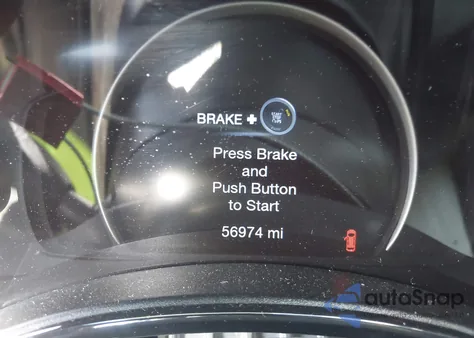 BRAKE +
Press Brake
and
Push Button
to Start
56974 mi
autoSnap